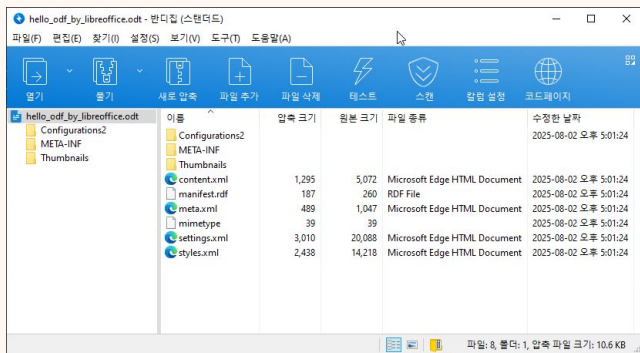 hello_odf_by_libreoffice.odt - 반디집 (스탠더드)
파일(F) 편집(E) 찾기(I) 설정(S) 보기(V) 도구(T) 도움말(A)
열기 풀기 새로 압축 파일 추가 파일 삭제 테스트 스캔 칼럼 설정 코드페이지
hello_odf_by_libreoffice.odt
Configurations2
META-INF
Thumbnails
이름 압축 크기 원본 크기 파일 종류 수정한 날짜
Configurations2 2025-08-02 오후 5:01:24
META-INF
Thumbnails
content.xml 1,295 5,072 Microsoft Edge HTML Document 2025-08-02 오후 5:01:24
manifest.rdf 187 260 RDF File 2025-08-02 오후 5:01:24
meta.xml 489 1,047 Microsoft Edge HTML Document 2025-08-02 오후 5:01:24
mimetype 39 39 2025-08-02 오후 5:01:24
settings.xml 3,010 20,088 Microsoft Edge HTML Document 2025-08-02 오후 5:01:24
styles.xml 2,438 14,218 Microsoft Edge HTML Document 2025-08-02 오후 5:01:24
파일: 8, 폴더: 1, 압축 파일 크기: 10.6 KB